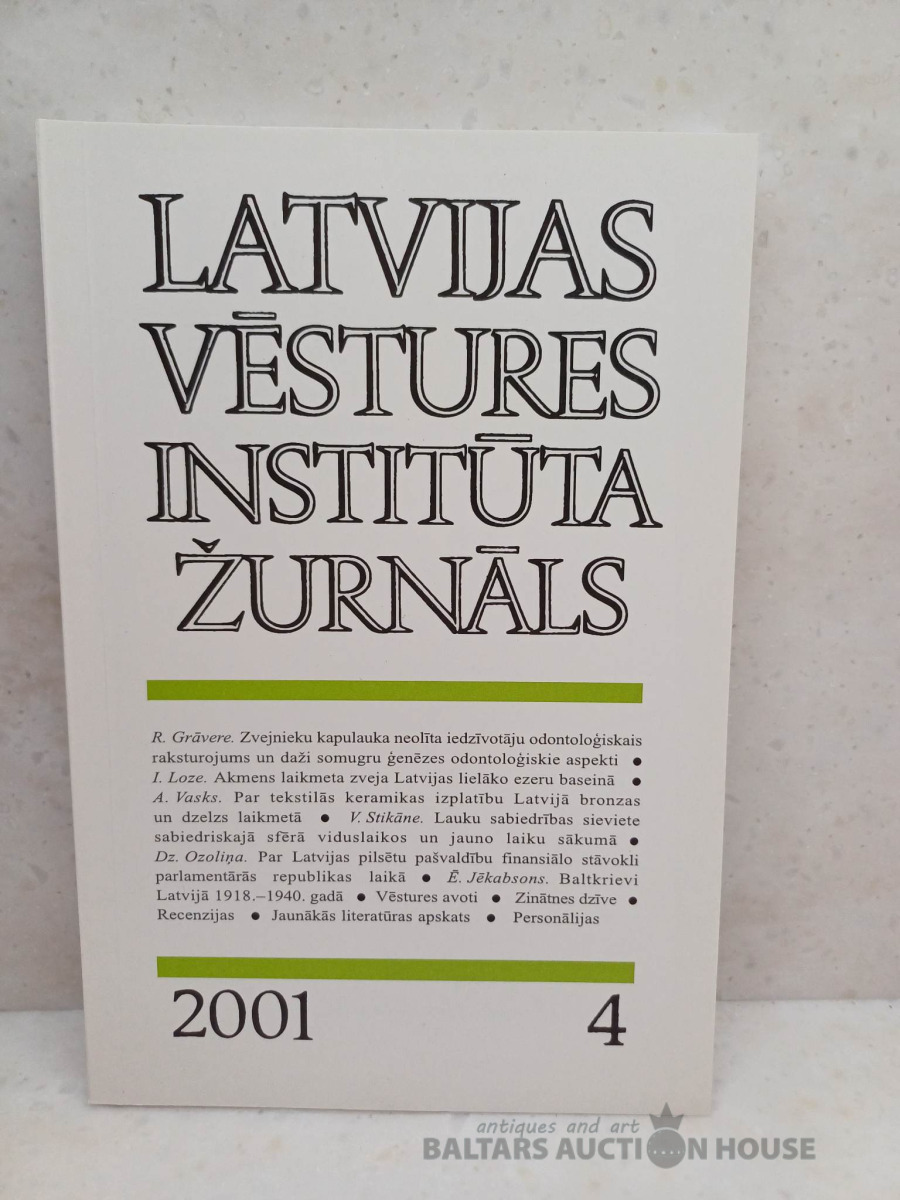 LATVIJAS
VĒSTURES
INSTITŪTA
ŽURNĀLS
R. Grāvere. Zvejnieku kapulauka neolīta iedzīvotāju odontoloģiskais
raksturojums un daži somugru ģenēzes odontoloģiskie aspekti ●
I. Loze. Akmens laikmeta zveja Latvijas lielāko ezeru baseinā ●
A. Vasks. Par tekstilās keramikas izplatību Latvijā bronzas
un dzelzs laikmetā ● V. Stikāne. Lauku sabiedrības sieviete
sabiedriskajā sfērā viduslaikos un jauno laiku sākumā ●
Dz. Ozoliņa. Par Latvijas pilsētu pašvaldību finansiālo stāvokli
parlamentārās republikas laikā ● Ē. Jēkabsons. Baltkrievi
Latvijā 1918.–1940. gadā ● Vēstures avoti ● Zinātnes dzīve ●
Recenzijas ● Jaunākās literatūras apskats ● Personālijas
2001 4
antiques and art
BALTARS AUCTION HOUSE